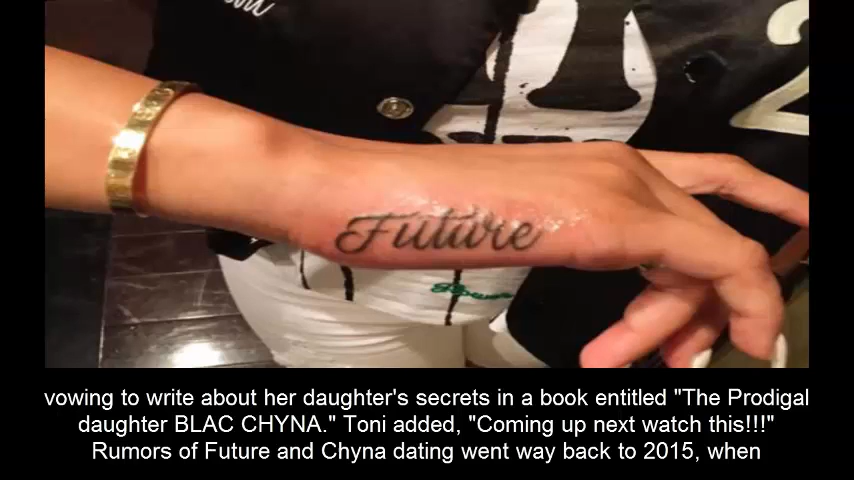 Future
vowing to write about her daughter's secrets in a book entitled "The Prodigal
daughter BLAC CHYNA." Toni added, "Coming up next watch this!!!"
Rumors of Future and Chyna dating went way back to 2015, when